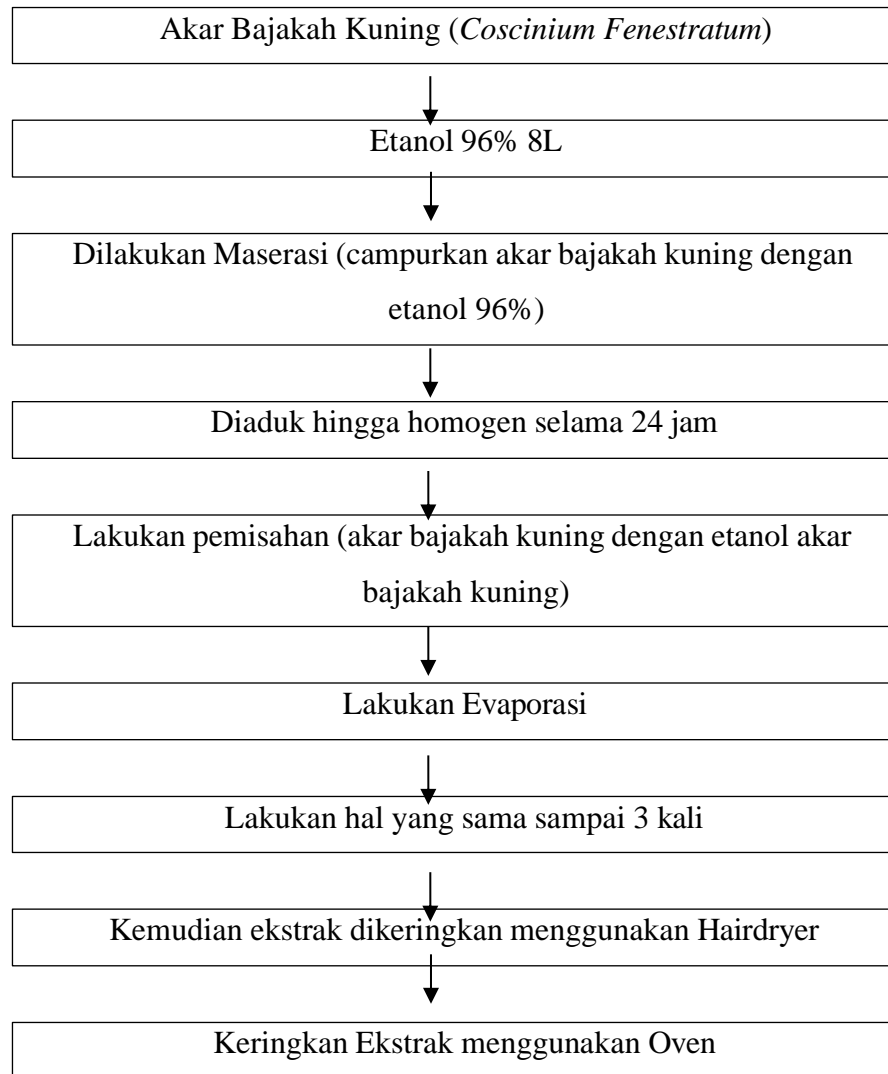 Akar Bajakah Kuning (Coscinium Fenestratum)
Etanol 96% 8L
Dilakukan Maserasi (campurkan akar bajakah kuning dengan
etanol 96%)
Diaduk hingga homogen selama 24 jam
Lakukan pemisahan (akar bajakah kuning dengan etanol akar
bajakah kuning)
Lakukan Evaporasi
Lakukan hal yang sama sampai 3 kali
Kemudian ekstrak dikeringkan menggunakan Hairdryer
Keringkan Ekstrak menggunakan Oven